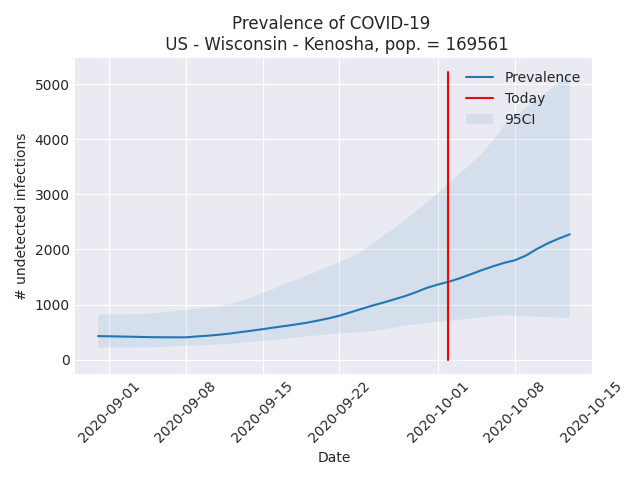 Prevalence of COVID-19
US - Wisconsin - Kenosha, pop. = 169561
Prevalence
Today
95CI
# undetected infections
5000
4000
3000
2000
1000
0
2020-09-01
2020-09-08
2020-09-15
2020-09-22
2020-10-01
2020-10-08
2020-10-15
Date